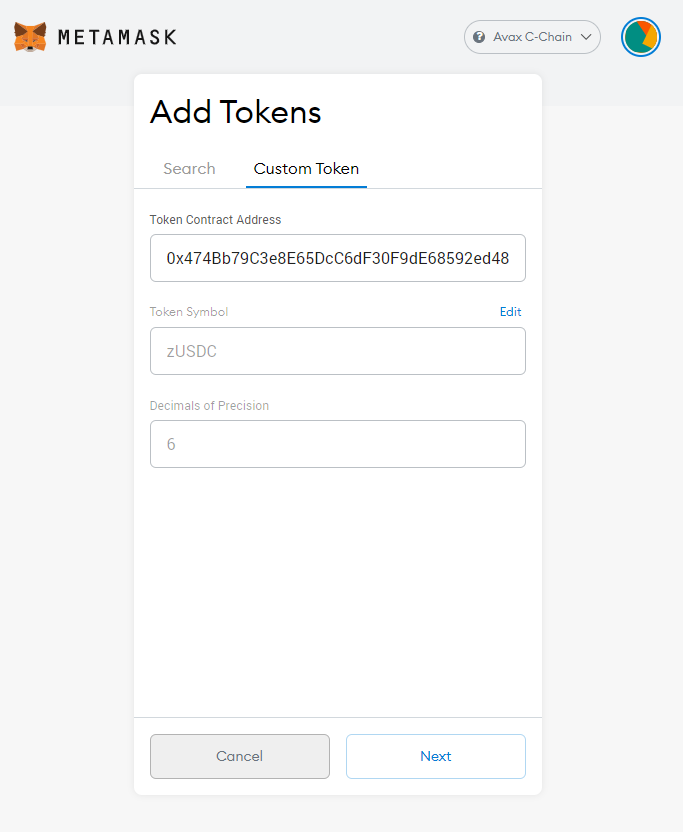 METAMASK
Avax C-Chain
Add Tokens
Search
Custom Token
Token Contract Address
0x474Bb79C3e8E65DcC6dF30F9dE68592ed48
Token Symbol
Edit
zUSDC
Decimals of Precision
6
Cancel
Next